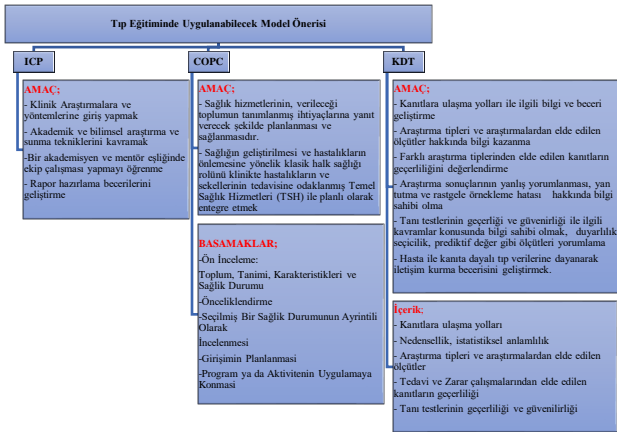 Tıp Eğitiminde Uygulanabilecek Model Önerisi
ICP
AMAÇ;
- Klinik Araştırmalara ve
yöntemlerine giriş yapmak
- Akademik ve bilimsel araştırma ve
sunma tekniklerini kavramak
-Bir akademisyen ve mentör eşliğinde
ekip çalışması yapmayı öğrenme
- Rapor hazırlama becerilerini
geliştirme
COPC
AMAÇ;
- Sağlık hizmetlerinin, verileceği
toplumun tanımlanmış ihtiyaçlarına yanıt
verecek şekilde planlanması ve
sağlanmasıdır.
- Sağlığın geliştirilmesi ve hastalıkların
önlemesine yönelik klasik halk sağlığı
rolünü klinikte hastalıkların ve
sekellerinin tedavisine odaklanmış Temel
Sağlık Hizmetleri (TSH) ile planlı olarak
entegre etmek
BASAMAKLAR;
-Ön İnceleme:
Toplum, Tanimi, Karakteristikleri ve
Sağlik Durumu
-Önceliklendirme
-Seçilmiş Bir Sağlik Durumunun Ayrintili
Olarak
İncelenmesi
-Girişimin Planlanmasi
-Program ya da Aktivitenin Uygulamaya
Konmasi
KDT
AMAÇ;
- Kanıtlara ulaşma yolları ile ilgili bilgi ve beceri
geliştirme
- Araştırma tipleri ve araştırmalardan elde edilen
ölçütler hakkında bilgi kazanma
- Farklı araştırma tiplerinden elde edilen kanıtların
geçerliliğini değerlendirme
- Araştırma sonuçlarının yanlış yorumlanması, yan
tutma ve rastgele örnekleme hatası hakkında bilgi
sahibi olma
- Tanı testlerinin geçerliği ve güvenilirliği ile ilgili
kavramlar konusunda bilgi sahibi olmak, duyarlılık
seçicilik, prediktif değer gibi ölçütleri yorumlama
- Hasta ile kanıta dayalı tıp verilerine dayanarak
iletişim kurma becerisini geliştirmek.
İçerik;
- Kanıtlara ulaşma yolları
- Nedensellik, istatistiksel anlamlılık
- Araştırma tipleri ve araştırmalardan elde edilen
ölçütler
- Tedavi ve Zarar çalışmalarından elde edilen
kanıtların geçerliliği
- Tanı testlerinin geçerliliği ve güvenilirliği